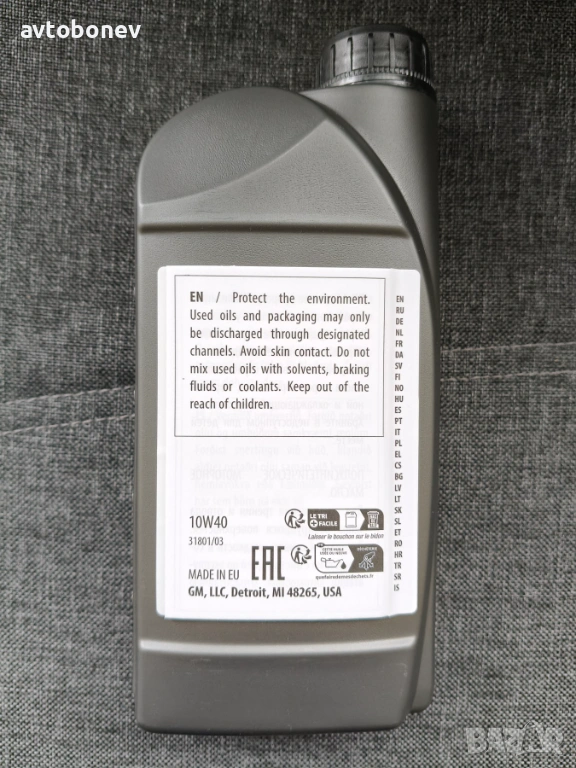 avtobonev
EN / Protect the environment.
Used oils and packaging may only
be discharged through designated
channels. Avoid skin contact. Do not
mix used oils with solvents, braking
fluids or coolants. Keep out of the
reach of children.
EN
RU
DE
NL
FR
DA
SV
FI
NO
HU
ES
PT
IT
PL
EL
CS
BG
LV
LT
SK
SL
ET
RO
HR
TR
SR
IS
10W40
31801/03
LE TRI
+ FACILE
Laisser le bouchon sur le bidon
EAC
MADE IN EU
quefairedemesdechets.fr
GM, LLC, Detroit, MI 48265, USA
BAZAR